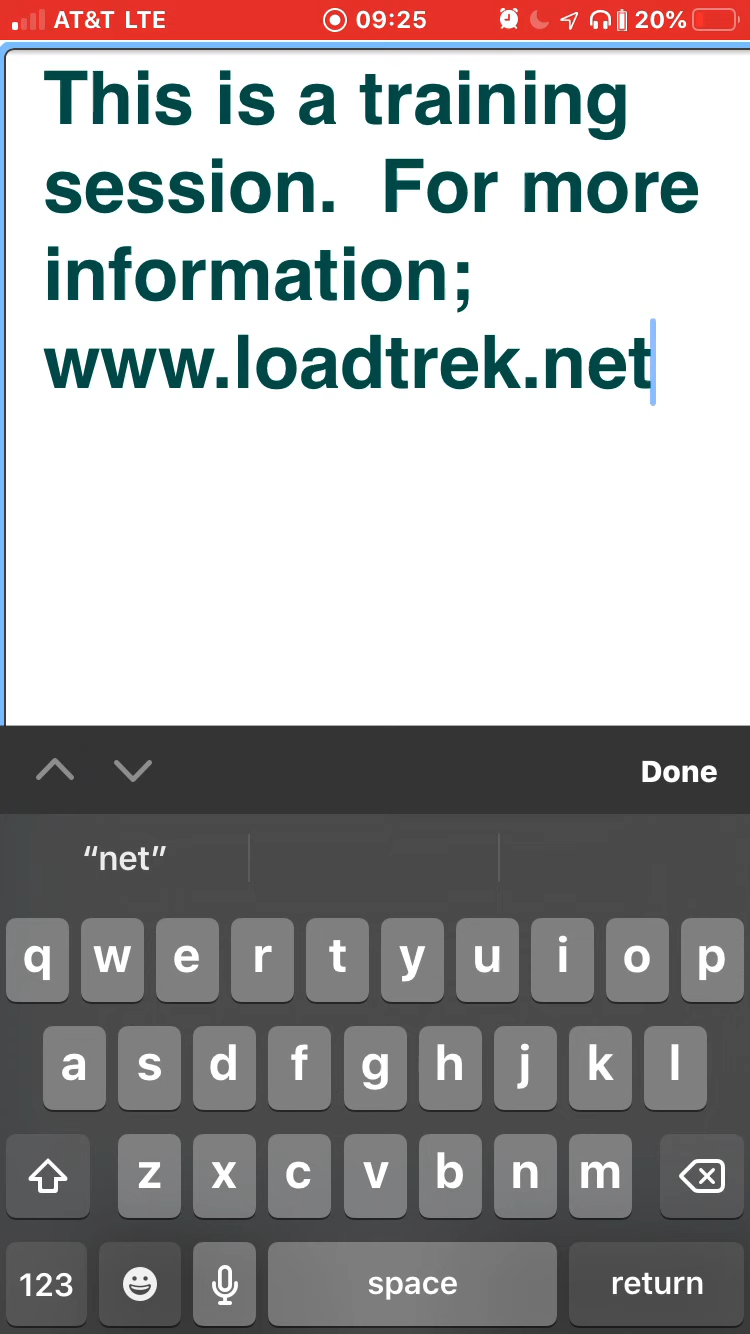 AT&T LTE 09:25 20%
This is a training
session.  For more
information;
www.loadtrek.net
Done
“net”
q w e r t y u i o p
a s d f g h j k l
z x c v b n m
123 space return